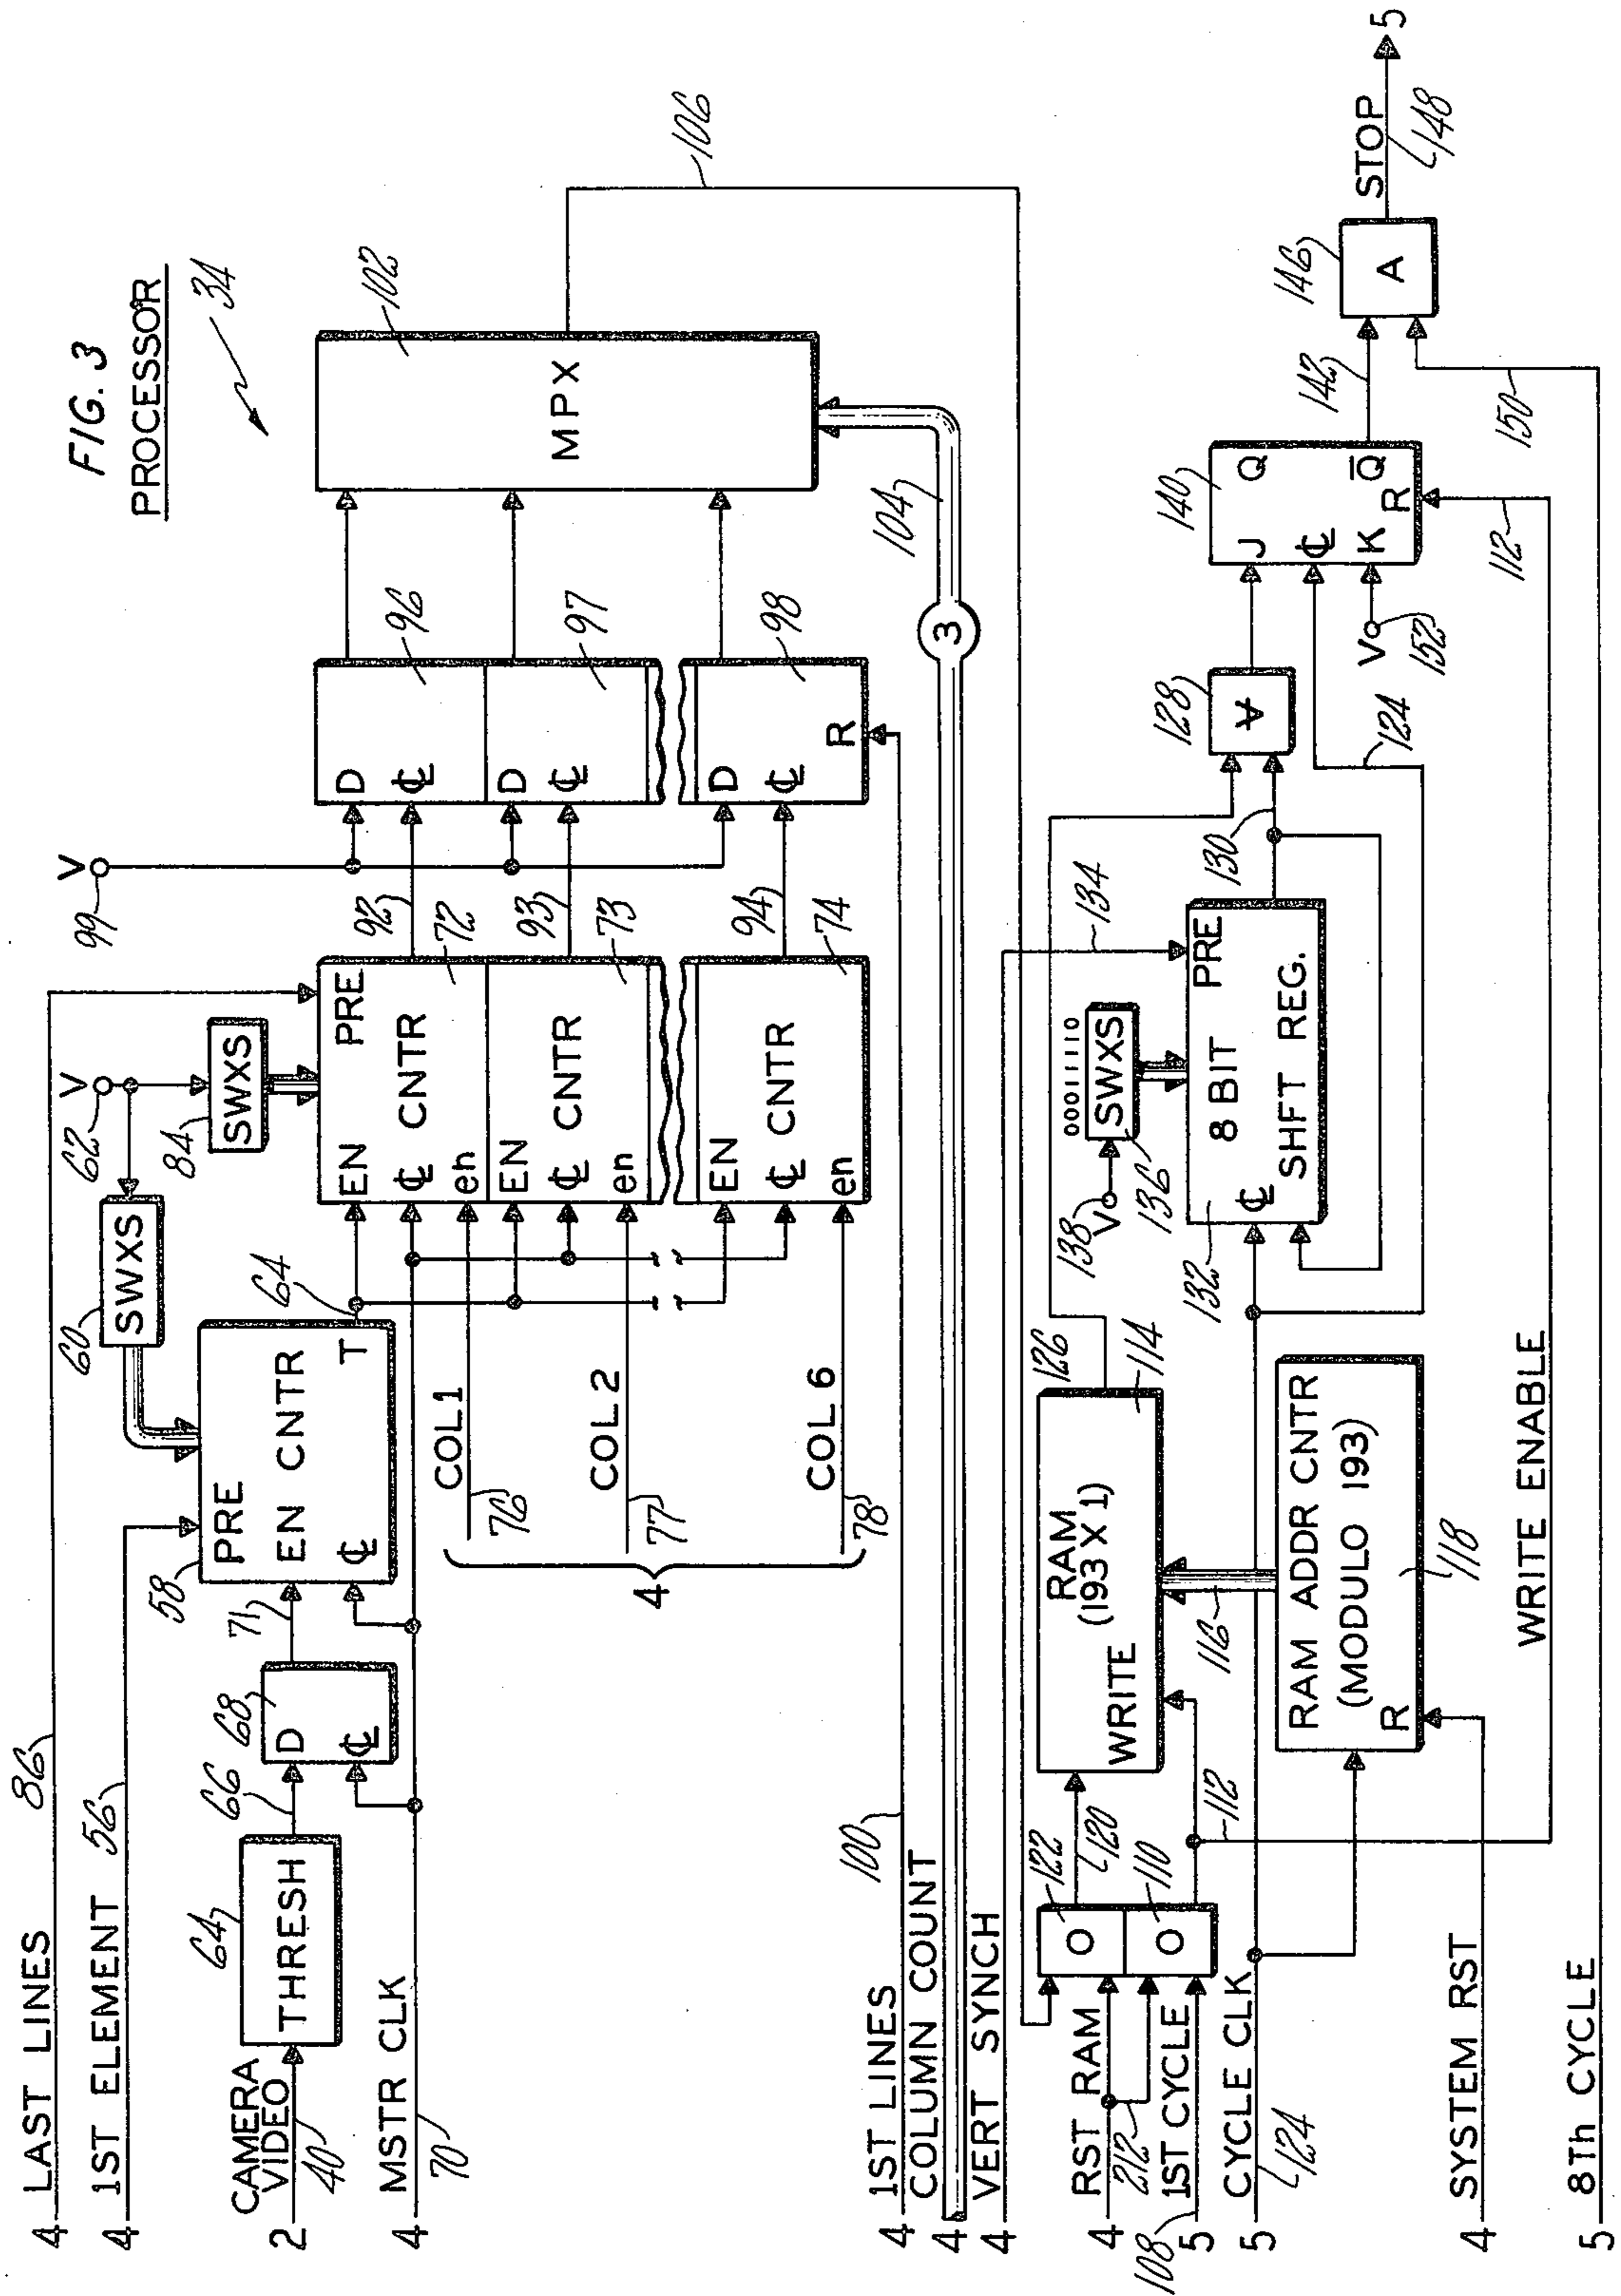 FIG. 3
PROCESSOR
34
4 LAST LINES 86
4 1ST ELEMENT 56
2 CAMERA VIDEO 40
4 MSTR CLK 70
64 THRESH
66
68 D
C
71
58
PRE
EN CNTR
C
T
64
60 SWXS
62 V
84 SWXS
COL 1
76
COL 2
77
COL 6
78
4
EN PRE
C CNTR
en
72
EN
C CNTR
en
73
EN
C CNTR
en
74
92
93
94
99 V
D
C
96
D
C
97
D
C
R
98
MPX
102
106
104
3
4 1ST LINES 100
4 COLUMN COUNT
4 VERT SYNCH
4 RST RAM
212
5 1ST CYCLE
108
5 CYCLE CLK
124
4 SYSTEM RST
5 8Th CYCLE
O
122
O
110
120
112
RAM
(193 X 1)
WRITE
114
126
116
RAM ADDR CNTR
(MODULO 193)
R
118
WRITE ENABLE
134
0001110
SWXS
136
V
138
132
8 BIT
SHFT REG.
PRE
C
130
128
∀
124
V
152
140
J Q
C
K Q̅
R
112
142
150
146
A
STOP
148
5